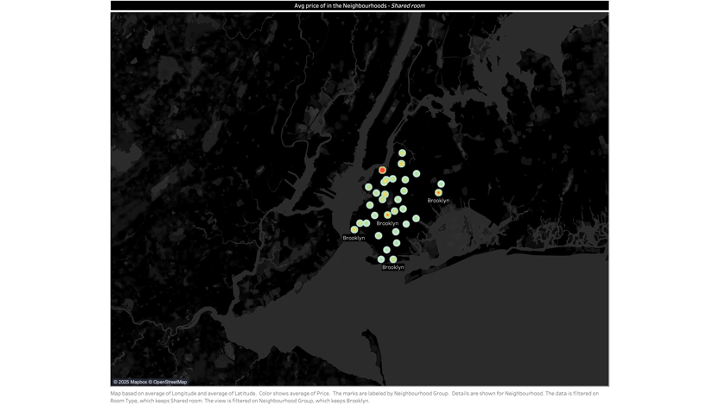 Avg price of in the Neighbourhoods - Shared room
Brooklyn
Brooklyn
Brooklyn
Brooklyn
© 2025 Mapbox © OpenStreetMap
Map based on average of Longitude and average of Latitude. Color shows average of Price. The marks are labeled by Neighbourhood Group. Details are shown for Neighbourhood. The data is filtered on
Room Type, which keeps Shared room. The view is filtered on Neighbourhood Group, which keeps Brooklyn.